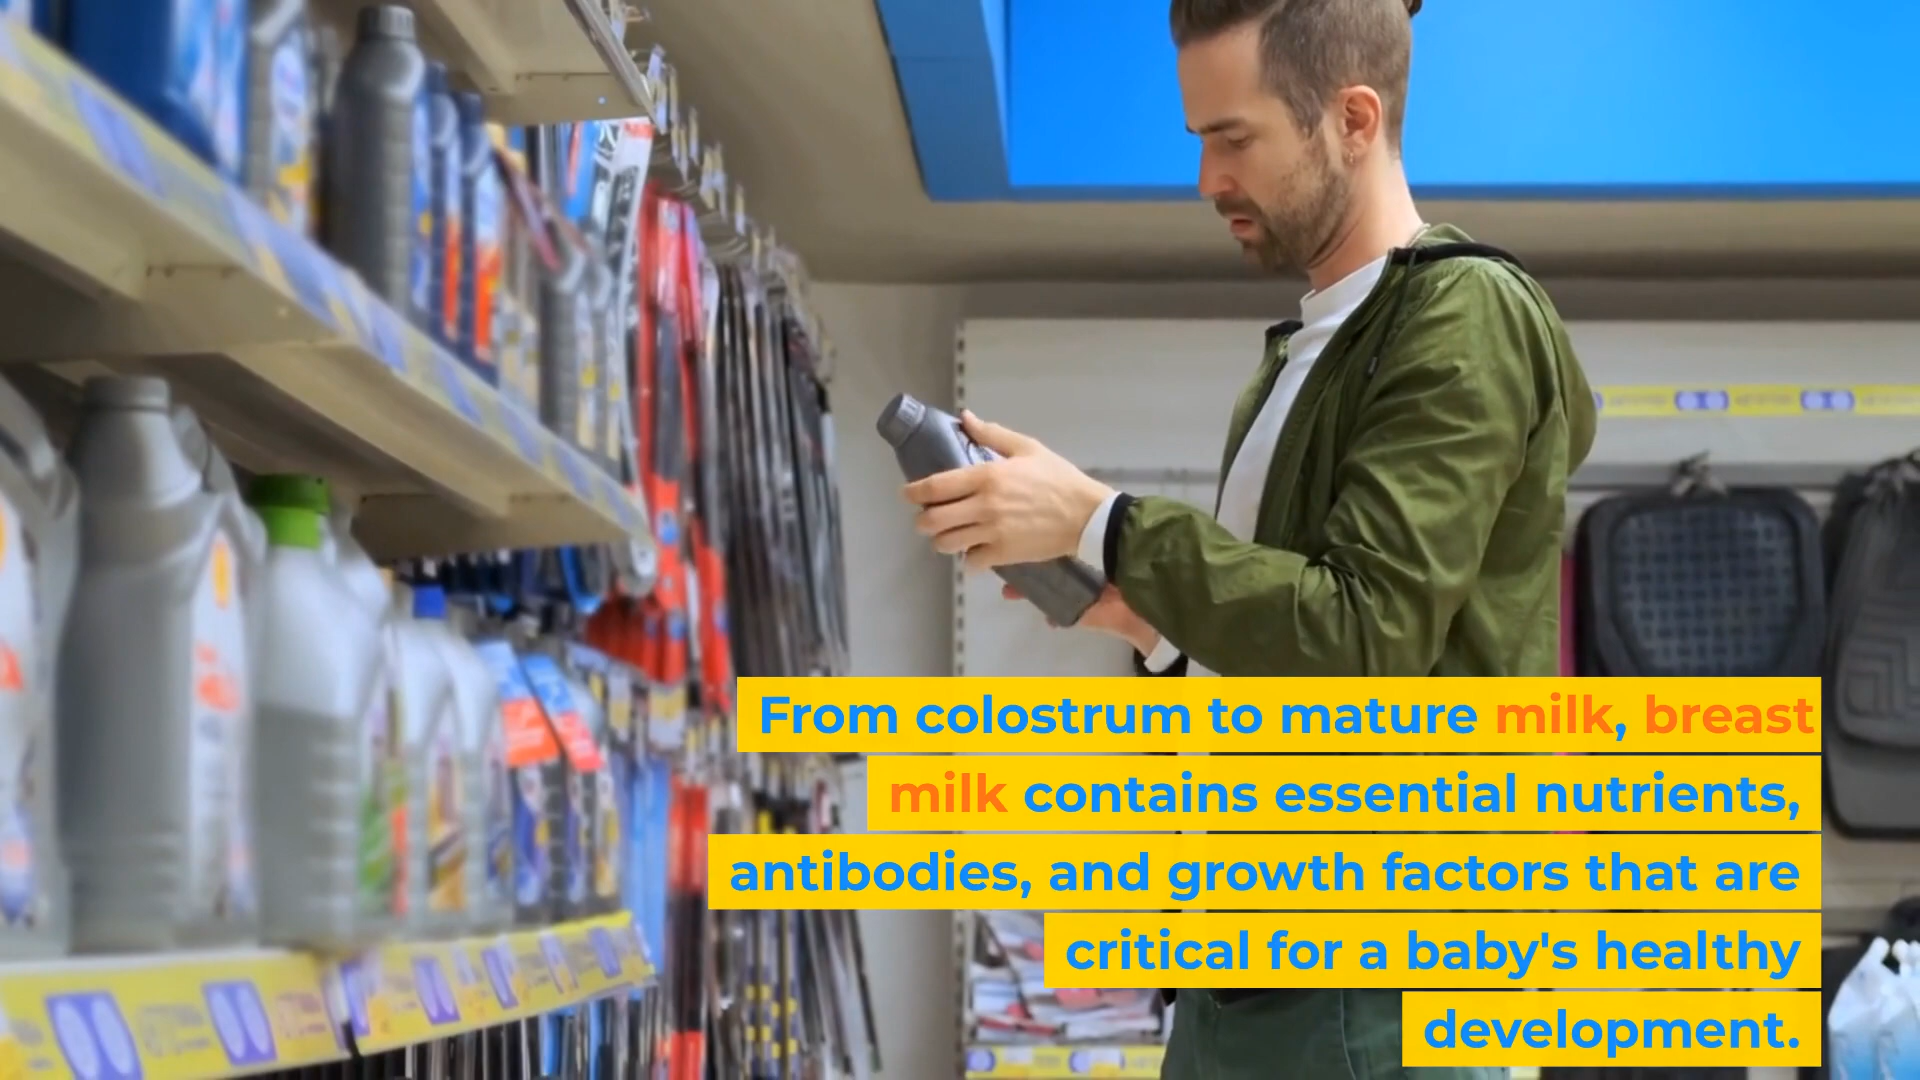 From colostrum to mature milk, breast
milk contains essential nutrients,
antibodies, and growth factors that are
critical for a baby's healthy
development.